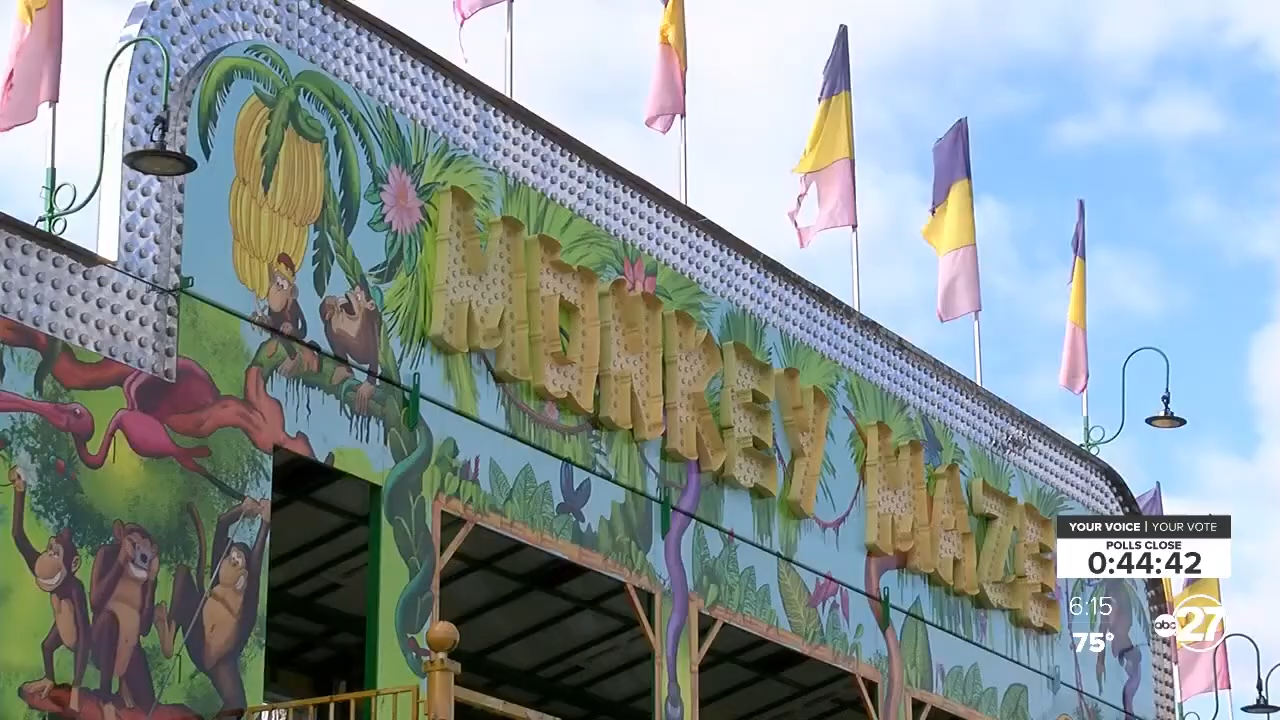 MONKEY MAZE
YOUR VOICE | YOUR VOTE
POLLS CLOSE
0:44:42
6:15
75°
abc 27